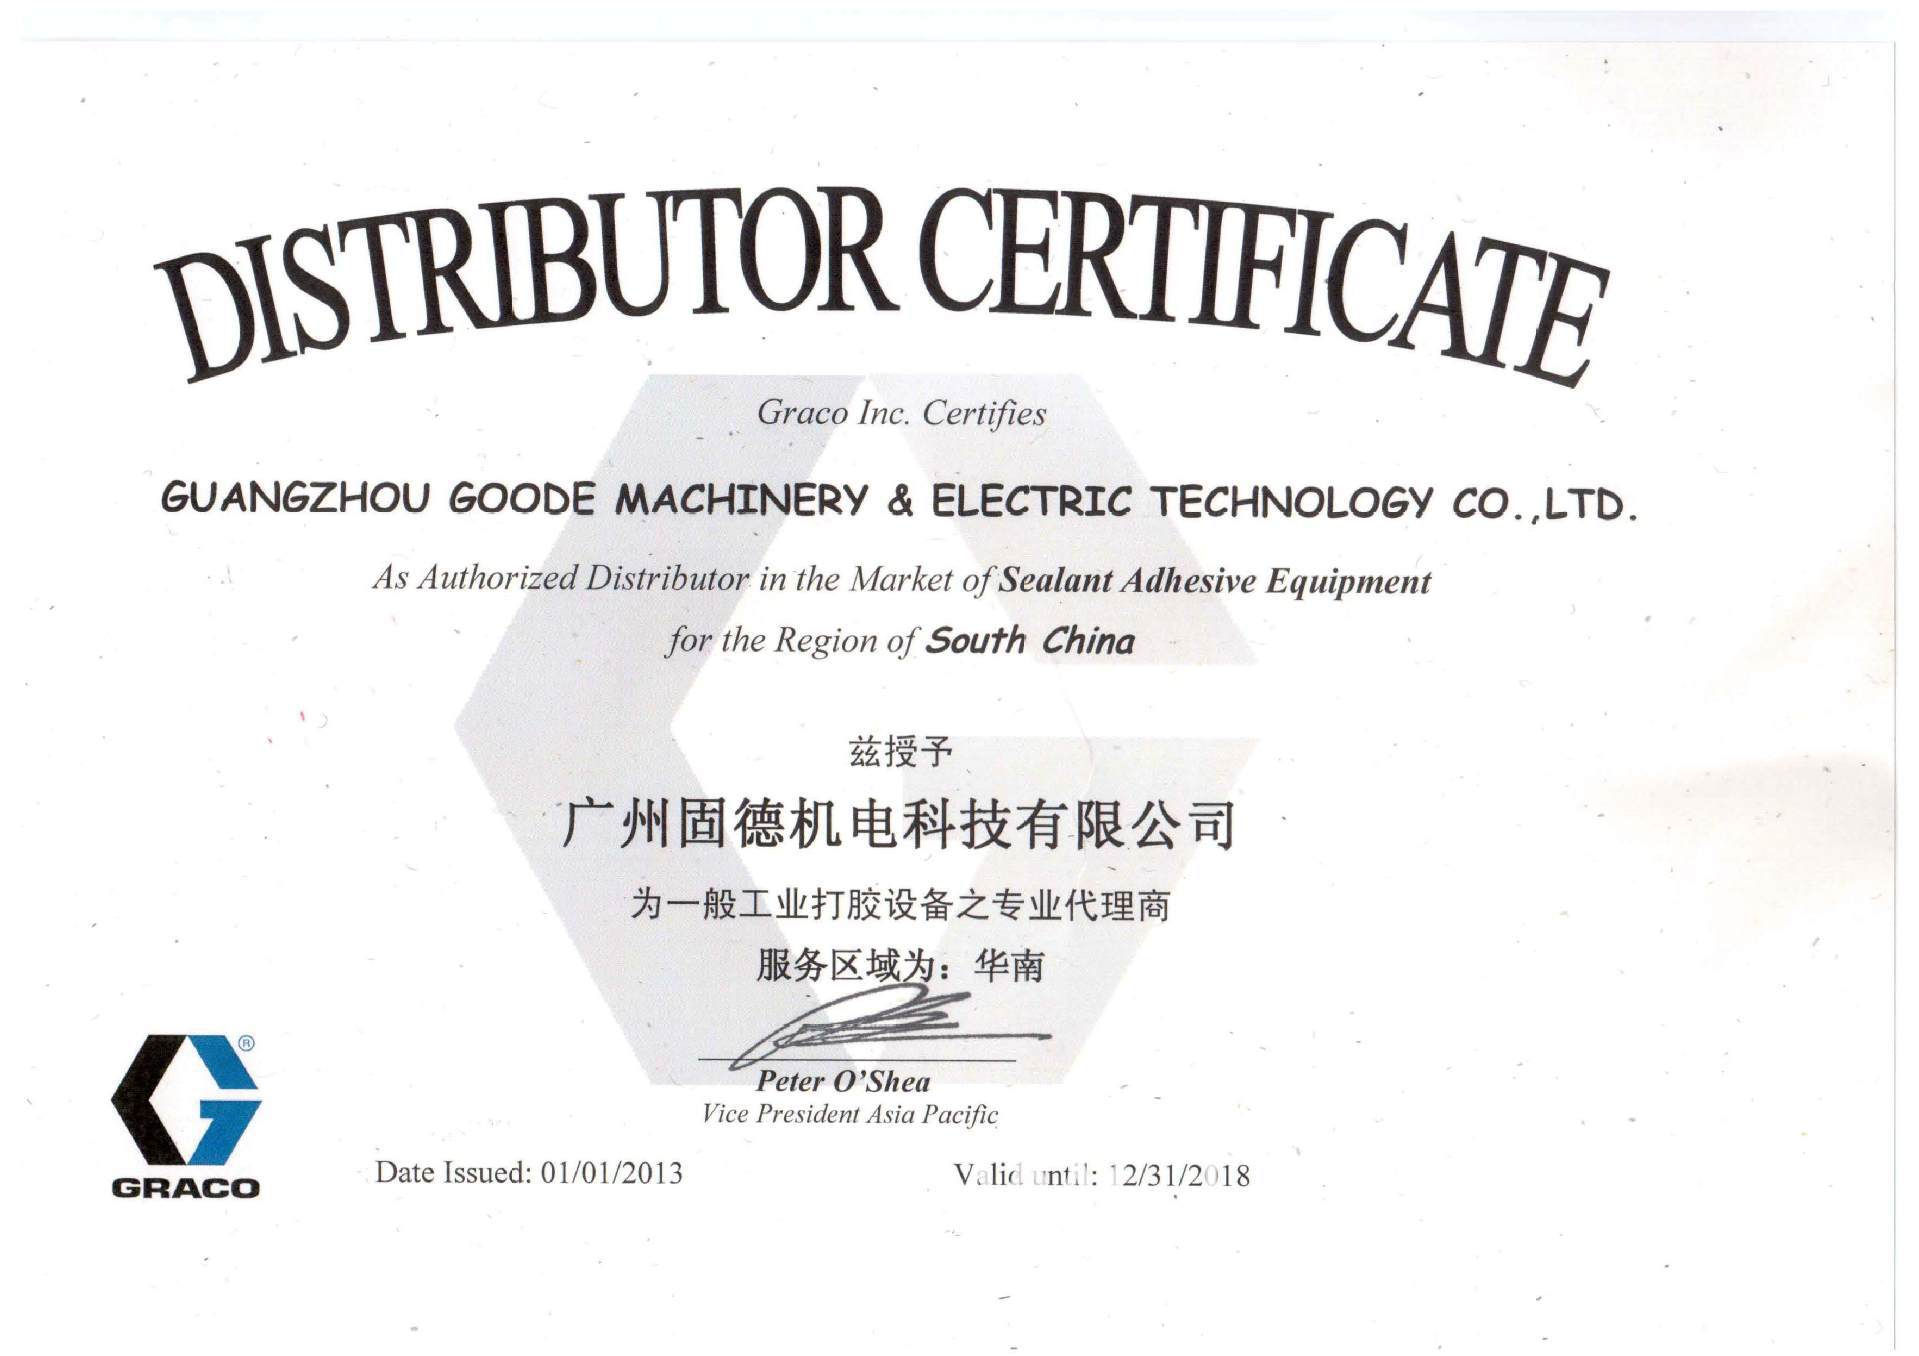 DISTRIBUTOR CERTIFICATE
Graco Inc. Certifies
GUANGZHOU GOODE MACHINERY & ELECTRIC TECHNOLOGY CO.,LTD.
As Authorized Distributor in the Market of Sealant Adhesive Equipment
for the Region of South China
兹授予
广州固德机电科技有限公司
为一般工业打胶设备之专业代理商
服务区域为：华南
Peter O'Shea
Vice President Asia Pacific
GRACO
®
Date Issued: 01/01/2013
Valid until: 12/31/2018